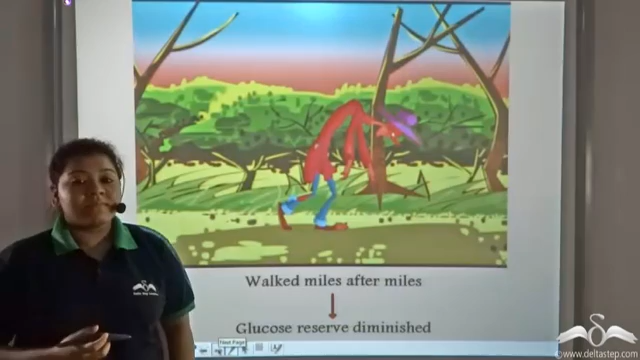 Walked miles after miles
Glucose reserve diminished
Next Page
©www.deltastep.com